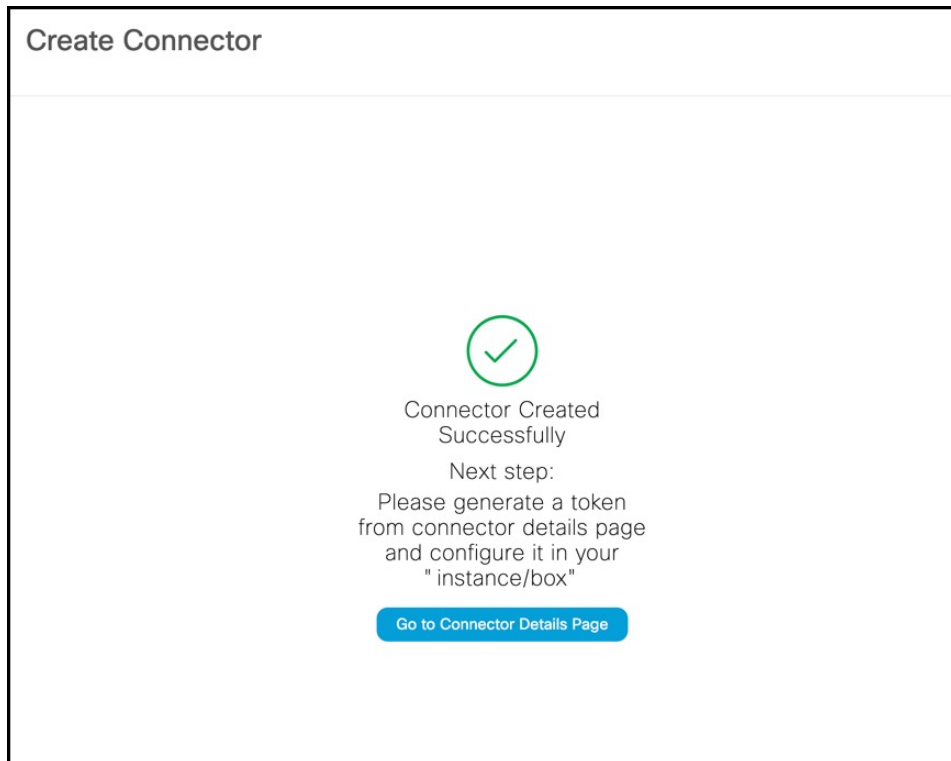 Create Connector
Connector Created
Successfully
Next step:
Please generate a token
from connector details page
and configure it in your
" instance/box"
Go to Connector Details Page